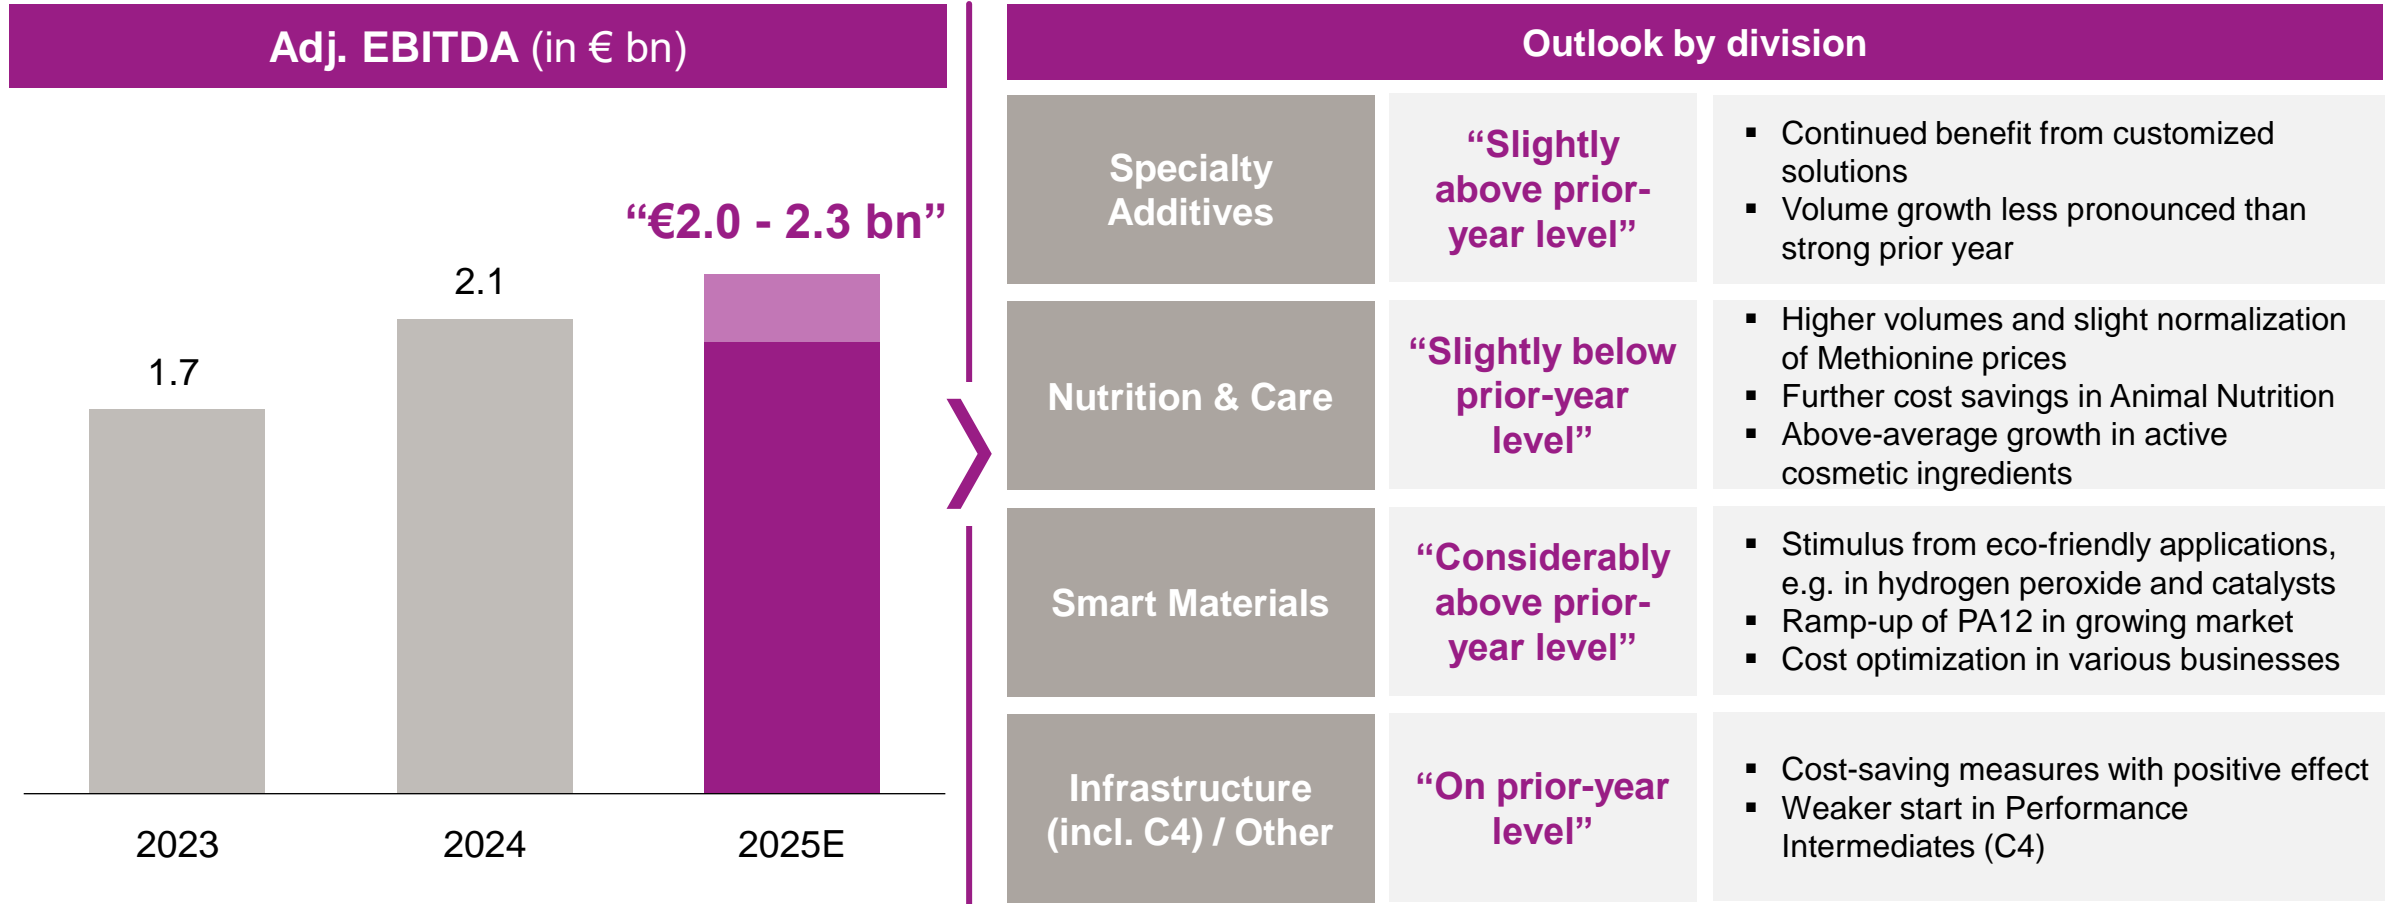 Adj. EBITDA (in € bn)
“€2.0 - 2.3 bn”
2.1
1.7
2023
2024
2025E
Outlook by division
Specialty
Additives
“Slightly
above prior-
year level”
▪ Continued benefit from customized
solutions
▪ Volume growth less pronounced than
strong prior year
Nutrition & Care
“Slightly below
prior-year
level”
▪ Higher volumes and slight normalization
of Methionine prices
▪ Further cost savings in Animal Nutrition
▪ Above-average growth in active
cosmetic ingredients
Smart Materials
“Considerably
above prior-
year level”
▪ Stimulus from eco-friendly applications,
e.g. in hydrogen peroxide and catalysts
▪ Ramp-up of PA12 in growing market
▪ Cost optimization in various businesses
Infrastructure
(incl. C4) / Other
“On prior-year
level”
▪ Cost-saving measures with positive effect
▪ Weaker start in Performance
Intermediates (C4)